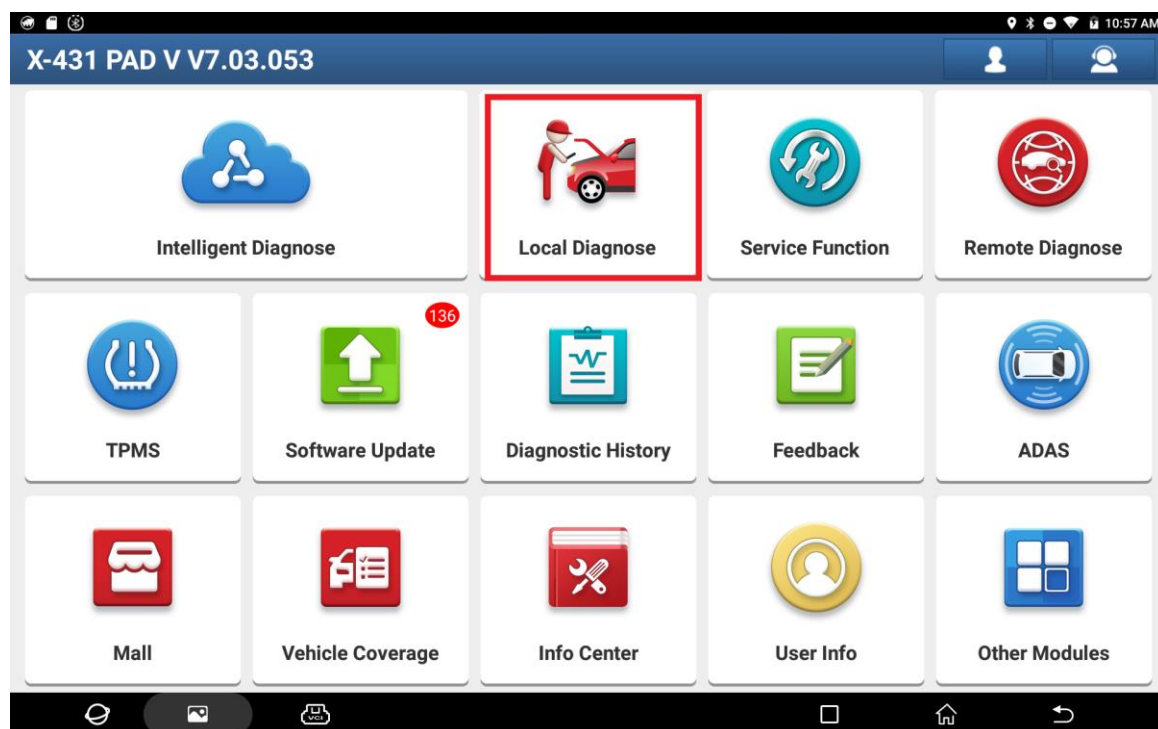 10:57 AM
X-431 PAD V V7.03.053
Intelligent Diagnose
Local Diagnose
Service Function
Remote Diagnose
136
TPMS
Software Update
Diagnostic History
Feedback
ADAS
Mall
Vehicle Coverage
Info Center
User Info
Other Modules
VCI